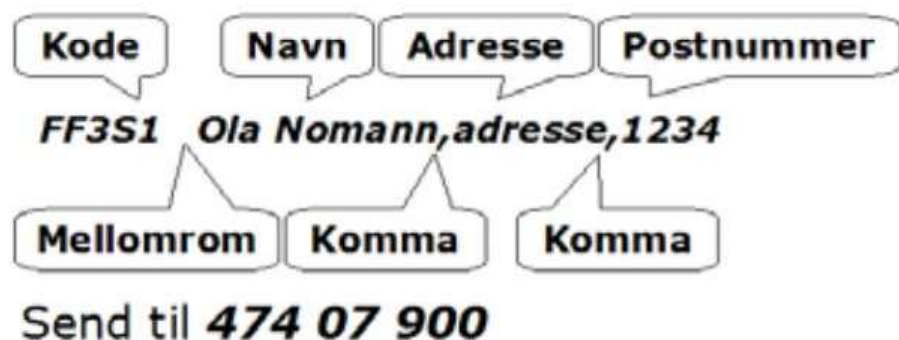 Kode Navn Adresse Postnummer
FF3S1 Ola Nomann,adresse,1234
Mellomrom Komma Komma
Send til 474 07 900